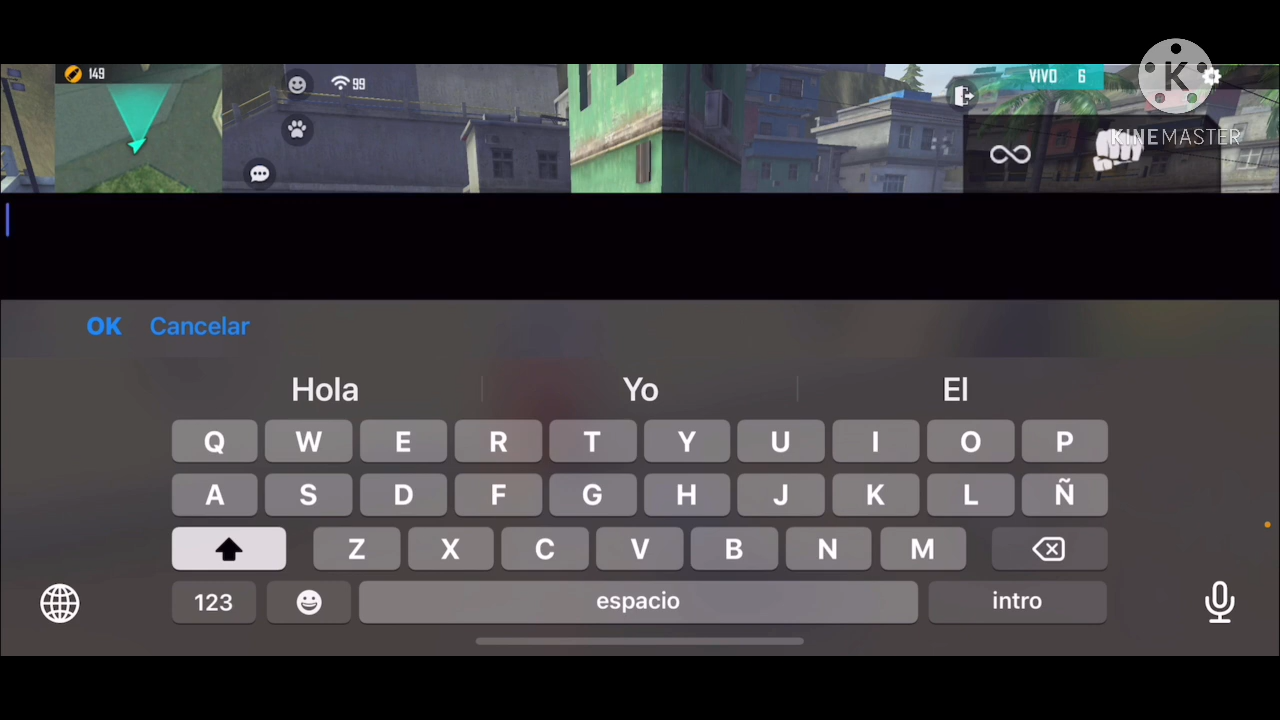 149
99
VIVO 6
K
KINEMASTER
OK Cancelar
Hola Yo El
Q W E R T Y U I O P
A S D F G H J K L Ñ
Z X C V B N M
123 espacio intro